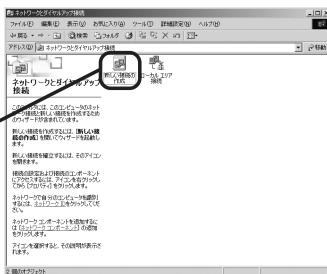 ネットワークとダイヤルアップ接続
ファイル(F) 編集(E) 表示(V) お気に入り(A) ツール(T) 詳細設定(N) ヘルプ(H)
戻る 検索 フォルダ
アドレス(D) ネットワークとダイヤルアップ接続 移動
新しい接続の
作成
ローカル エリア
接続
ネットワークとダイヤルアップ
接続
このフォルダには、このコンピュータのネット
ワーク接続と新しい接続を作成するため
のウィザードが含まれています。
新しい接続を作成するには、[新しい接
続の作成] を開いてウィザードを起動し
ます。
新しい接続を確立するには、そのアイコン
を開きます。
接続の設定および接続のコンポーネント
にアクセスするには、アイコンを右クリックし
てから [プロパティ] をクリックします。
ネットワークで自分のコンピュータを識別
するには、ネットワーク ID をクリックしてくだ
さい。
ネットワーク コンポーネントを追加するに
は [ネットワーク コンポーネント] の追加
をクリックします。
アイコンを選択すると、その説明が表示さ
れます。
2 個のオブジェクト